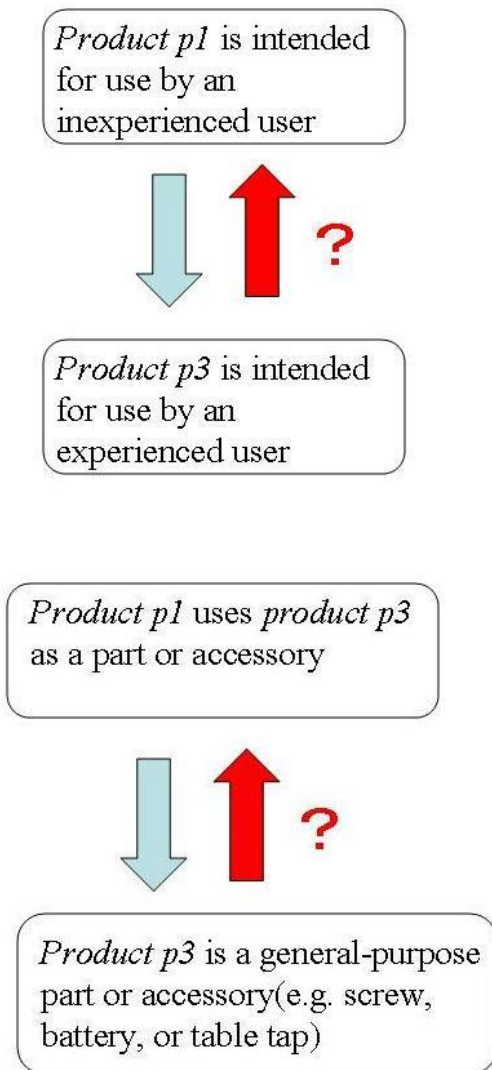 Product p1 is intended
for use by an
inexperienced user
?
Product p3 is intended
for use by an
experienced user
Product p1 uses product p3
as a part or accessory
?
Product p3 is a general-purpose
part or accessory(e.g. screw,
battery, or table tap)